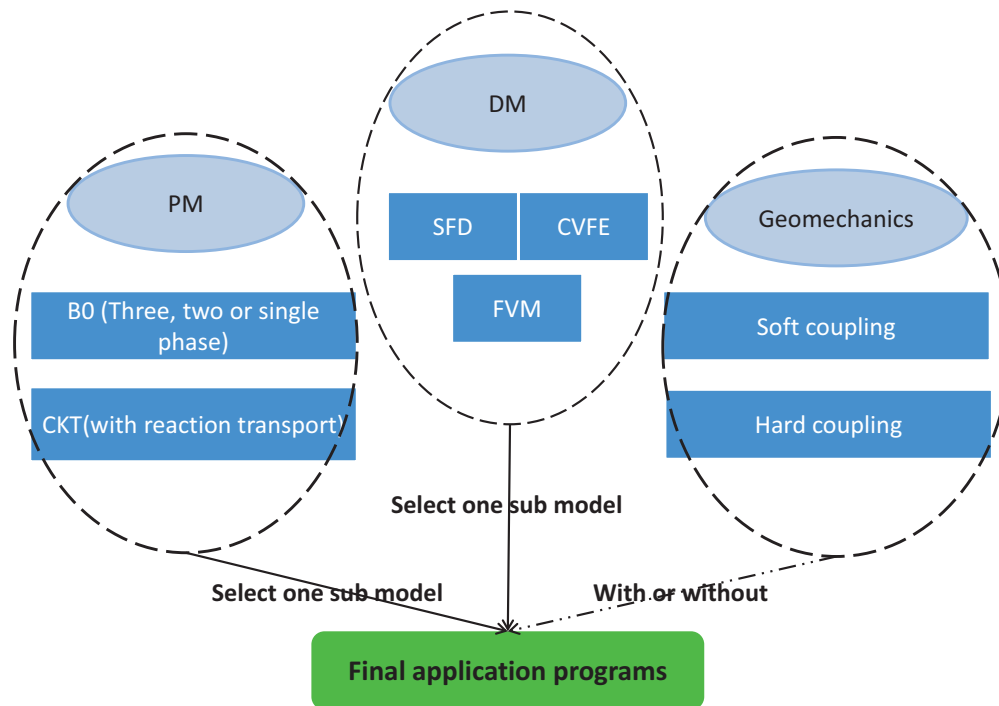 DM
PM
Geomechanics
SFD
CVFE
FVM
B0 (Three, two or single
phase)
Soft coupling
CKT(with reaction transport)
Hard coupling
Select one sub model
Select one sub model
With or without
Final application programs